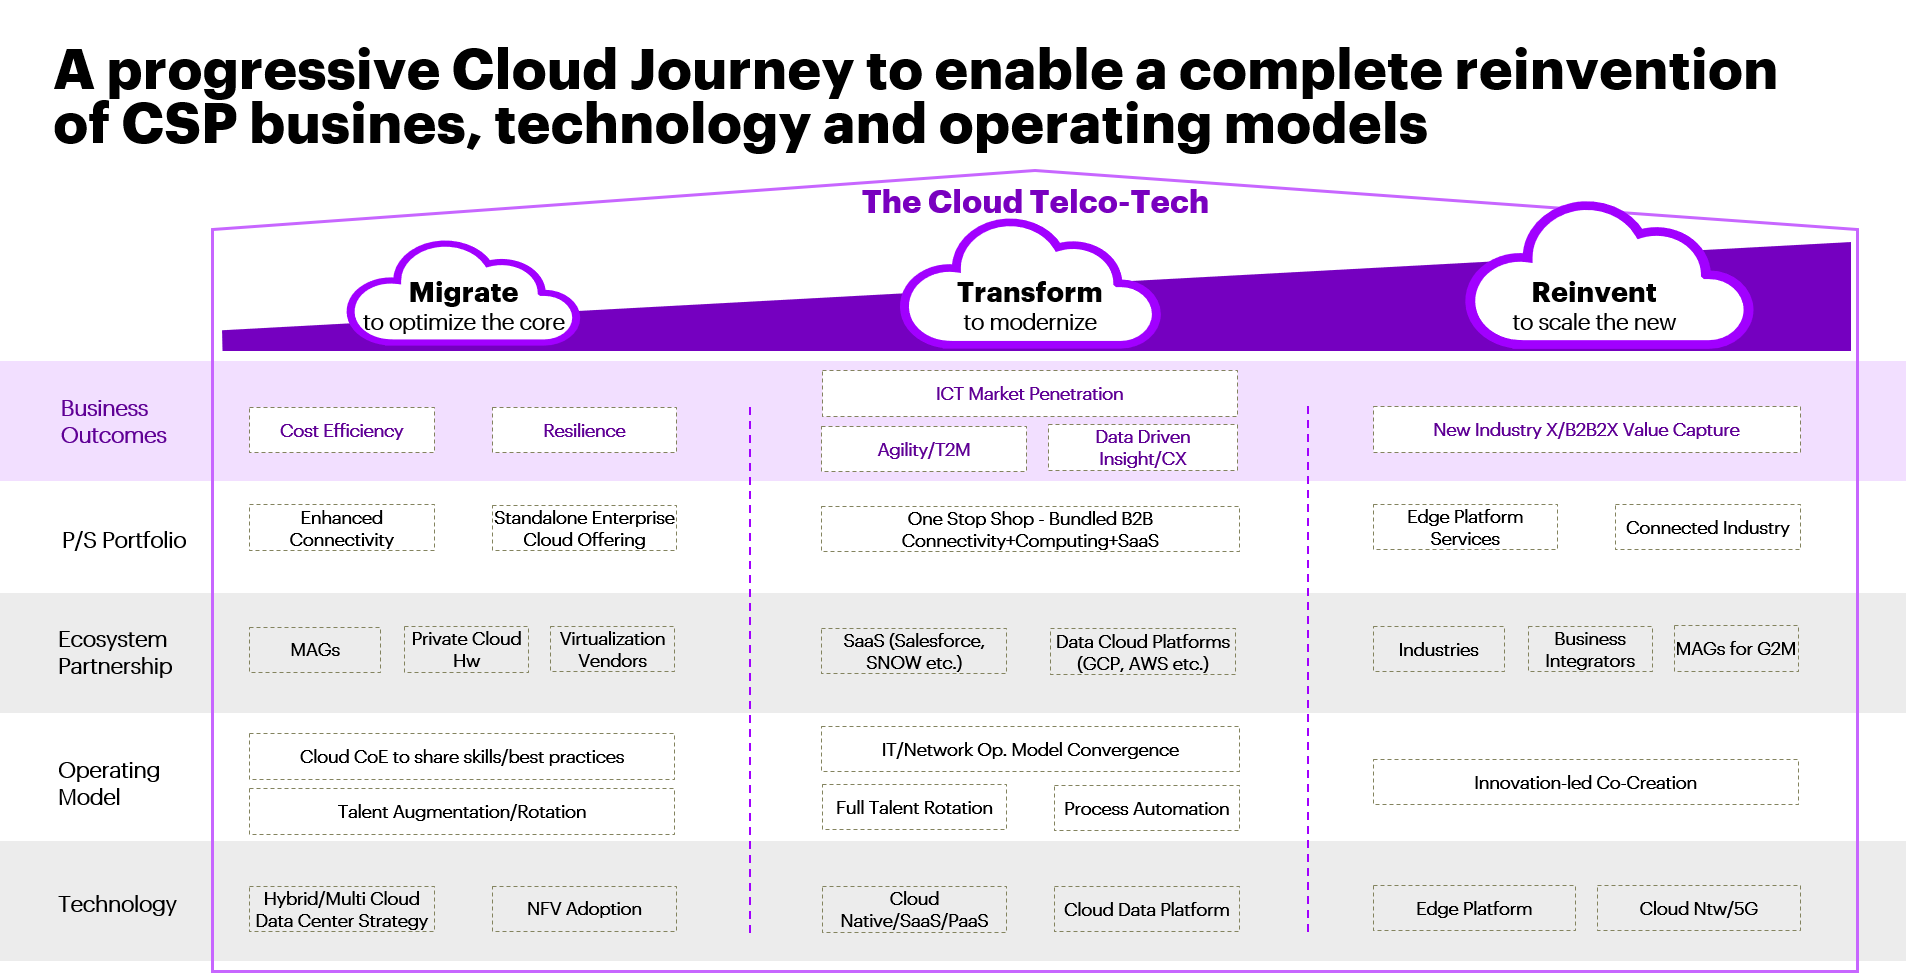 A progressive Cloud Journey to enable a complete reinvention
of CSP busines, technology and operating models
The Cloud Telco-Tech
Migrate
to optimize the core
Transform
to modernize
Reinvent
to scale the new
Business
Outcomes
Cost Efficiency
Resilience
ICT Market Penetration
Agility/T2M
Data Driven
Insight/CX
New Industry X/B2B2X Value Capture
P/S Portfolio
Enhanced
Connectivity
Standalone Enterprise
Cloud Offering
One Stop Shop - Bundled B2B
Connectivity+Computing+SaaS
Edge Platform
Services
Connected Industry
Ecosystem
Partnership
MAGs
Private Cloud
Hw
Virtualization
Vendors
SaaS (Salesforce,
SNOW etc.)
Data Cloud Platforms
(GCP, AWS etc.)
Industries
Business
Integrators
MAGs for G2M
Operating
Model
Cloud CoE to share skills/best practices
Talent Augmentation/Rotation
IT/Network Op. Model Convergence
Full Talent Rotation
Process Automation
Innovation-led Co-Creation
Technology
Hybrid/Multi Cloud
Data Center Strategy
NFV Adoption
Cloud
Native/SaaS/PaaS
Cloud Data Platform
Edge Platform
Cloud Ntw/5G